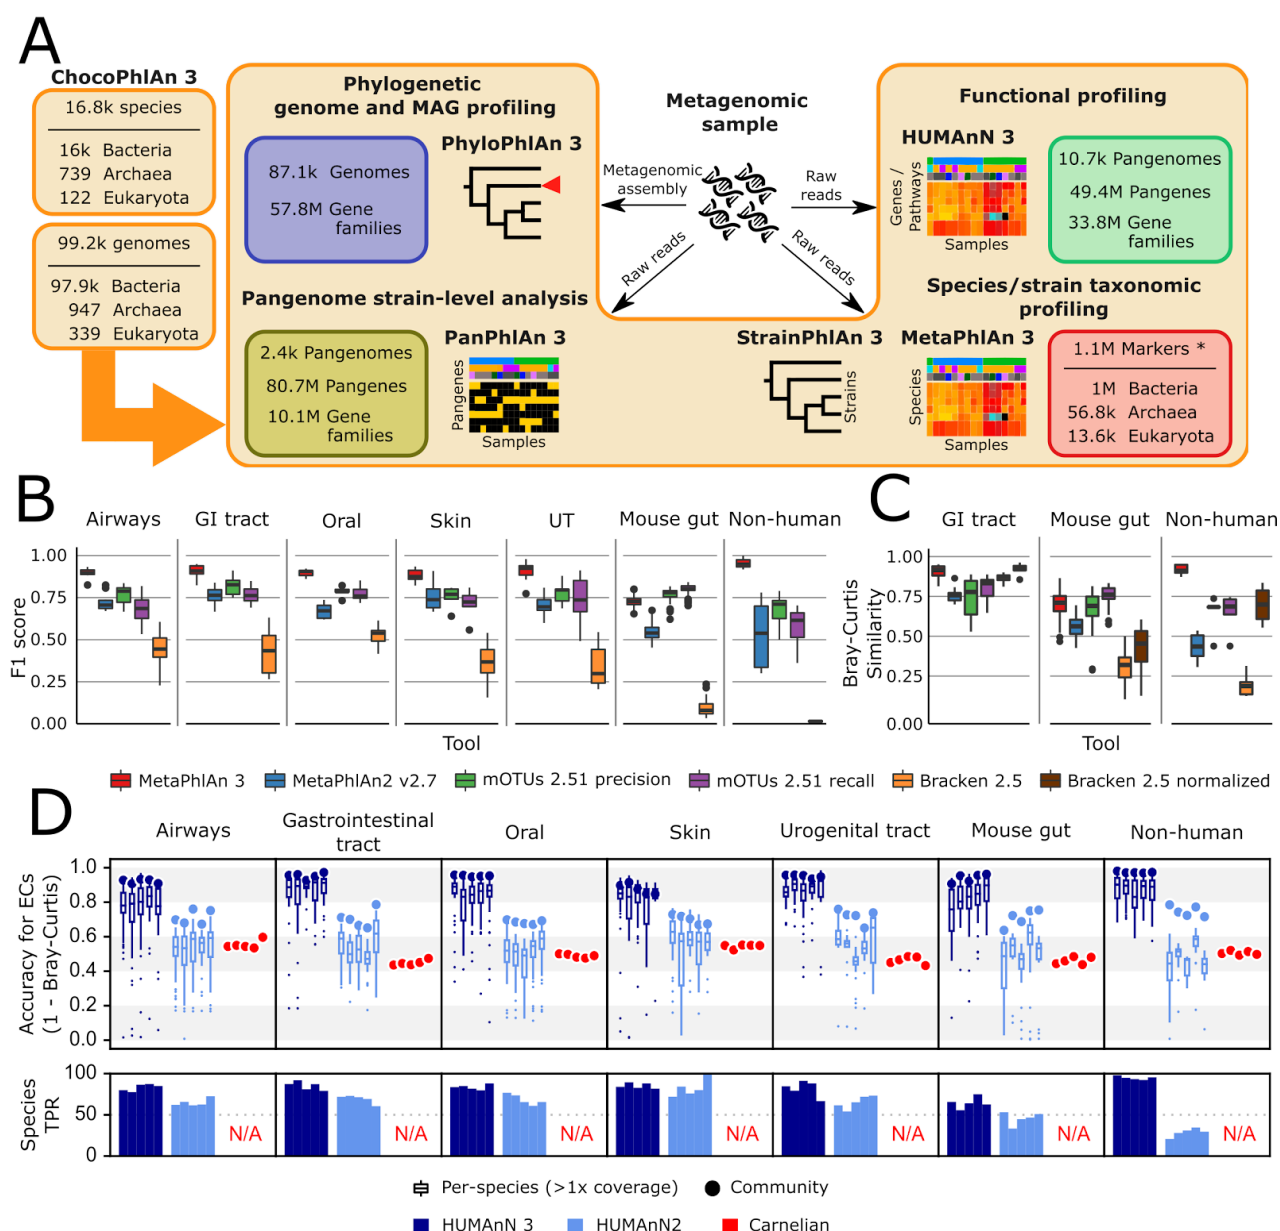 A
ChocoPhlAn 3
16.8k species
16k Bacteria
739 Archaea
122 Eukaryota
99.2k genomes
97.9k Bacteria
947 Archaea
339 Eukaryota
Phylogenetic
genome and MAG profiling
PhyloPhlAn 3
87.1k Genomes
57.8M Gene
families
Pangenome strain-level analysis
2.4k Pangenomes
80.7M Pangenes
10.1M Gene
families
PanPhlAn 3
Pangenes
Samples
Metagenomic
sample
Metagenomic
assembly
Raw
reads
Raw reads
Raw reads
Functional profiling
HUMAnN 3
Genes /
Pathways
Samples
10.7k Pangenomes
49.4M Pangenes
33.8M Gene
families
Species/strain taxonomic
profiling
StrainPhlAn 3
Strains
MetaPhlAn 3
Species
Samples
1.1M Markers *
1M Bacteria
56.8k Archaea
13.6k Eukaryota
B
Airways GI tract Oral Skin UT Mouse gut Non-human
F1 score
1.00
0.75
0.50
0.25
0.00
Tool
C
GI tract Mouse gut Non-human
Bray-Curtis
Similarity
1.00
0.75
0.50
0.25
0.00
Tool
MetaPhlAn 3 MetaPhlAn2 v2.7 mOTUs 2.51 precision mOTUs 2.51 recall Bracken 2.5 Bracken 2.5 normalized
D
Airways Gastrointestinal
tract Oral Skin Urogenital tract Mouse gut Non-human
Accuracy for ECs
(1 - Bray-Curtis)
1.0
0.8
0.6
0.4
0.2
0.0
Species
TPR
100
50
0
N/A N/A N/A N/A N/A N/A N/A
Per-species (>1x coverage) Community
HUMAnN 3 HUMAnN2 Carnelian